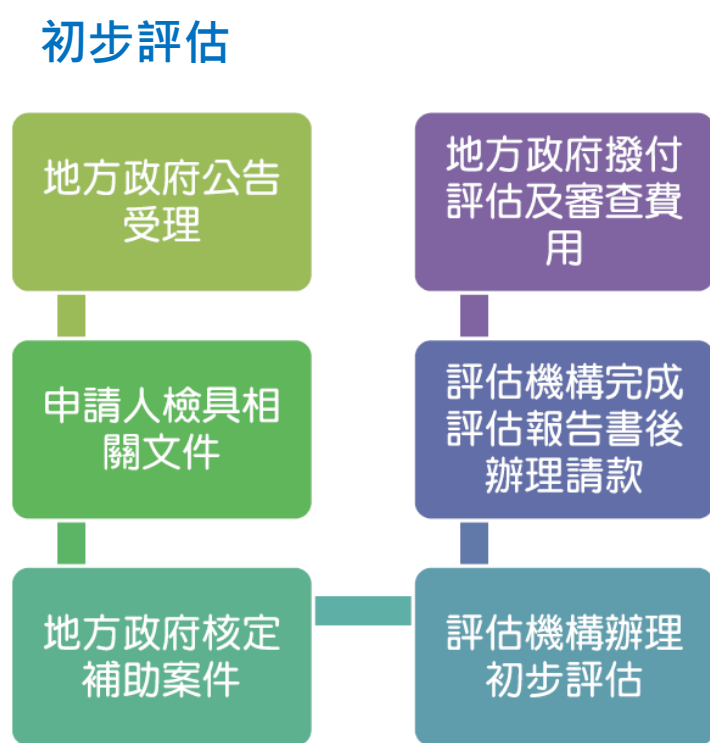 初步評估
地方政府公告
受理
申請人檢具相
關文件
地方政府核定
補助案件
評估機構辦理
初步評估
評估機構完成
評估報告書後
辦理請款
地方政府撥付
評估及審查費
用